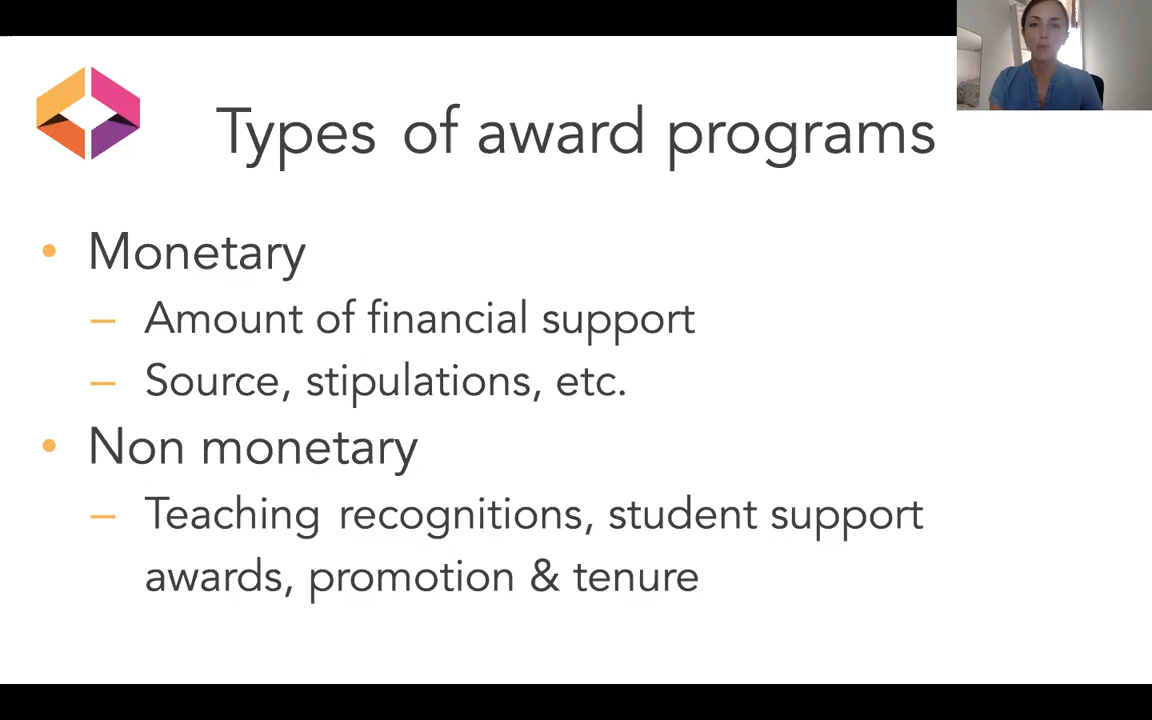 Types of award programs
• Monetary
– Amount of financial support
– Source, stipulations, etc.
• Non monetary
– Teaching recognitions, student support
awards, promotion & tenure